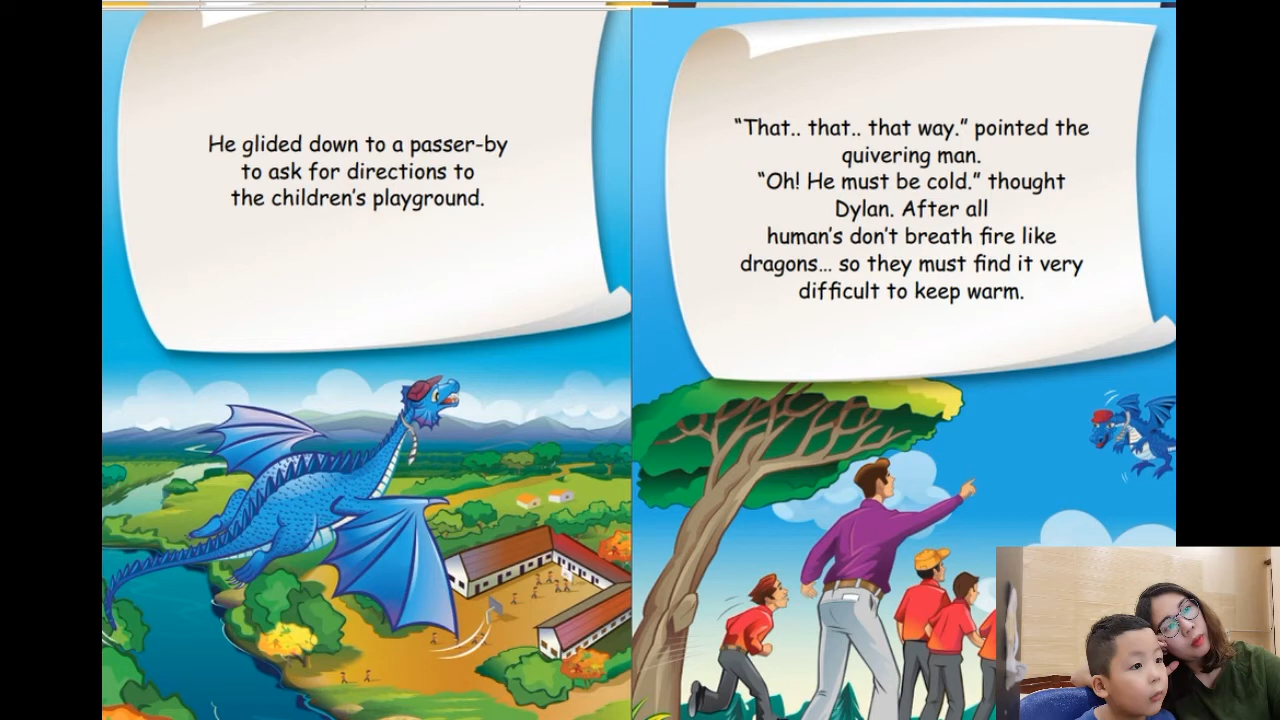 He glided down to a passer-by
to ask for directions to
the children's playground.
"That.. that.. that way." pointed the
quivering man.
"Oh! He must be cold." thought
Dylan. After all
human's don't breath fire like
dragons... so they must find it very
difficult to keep warm.